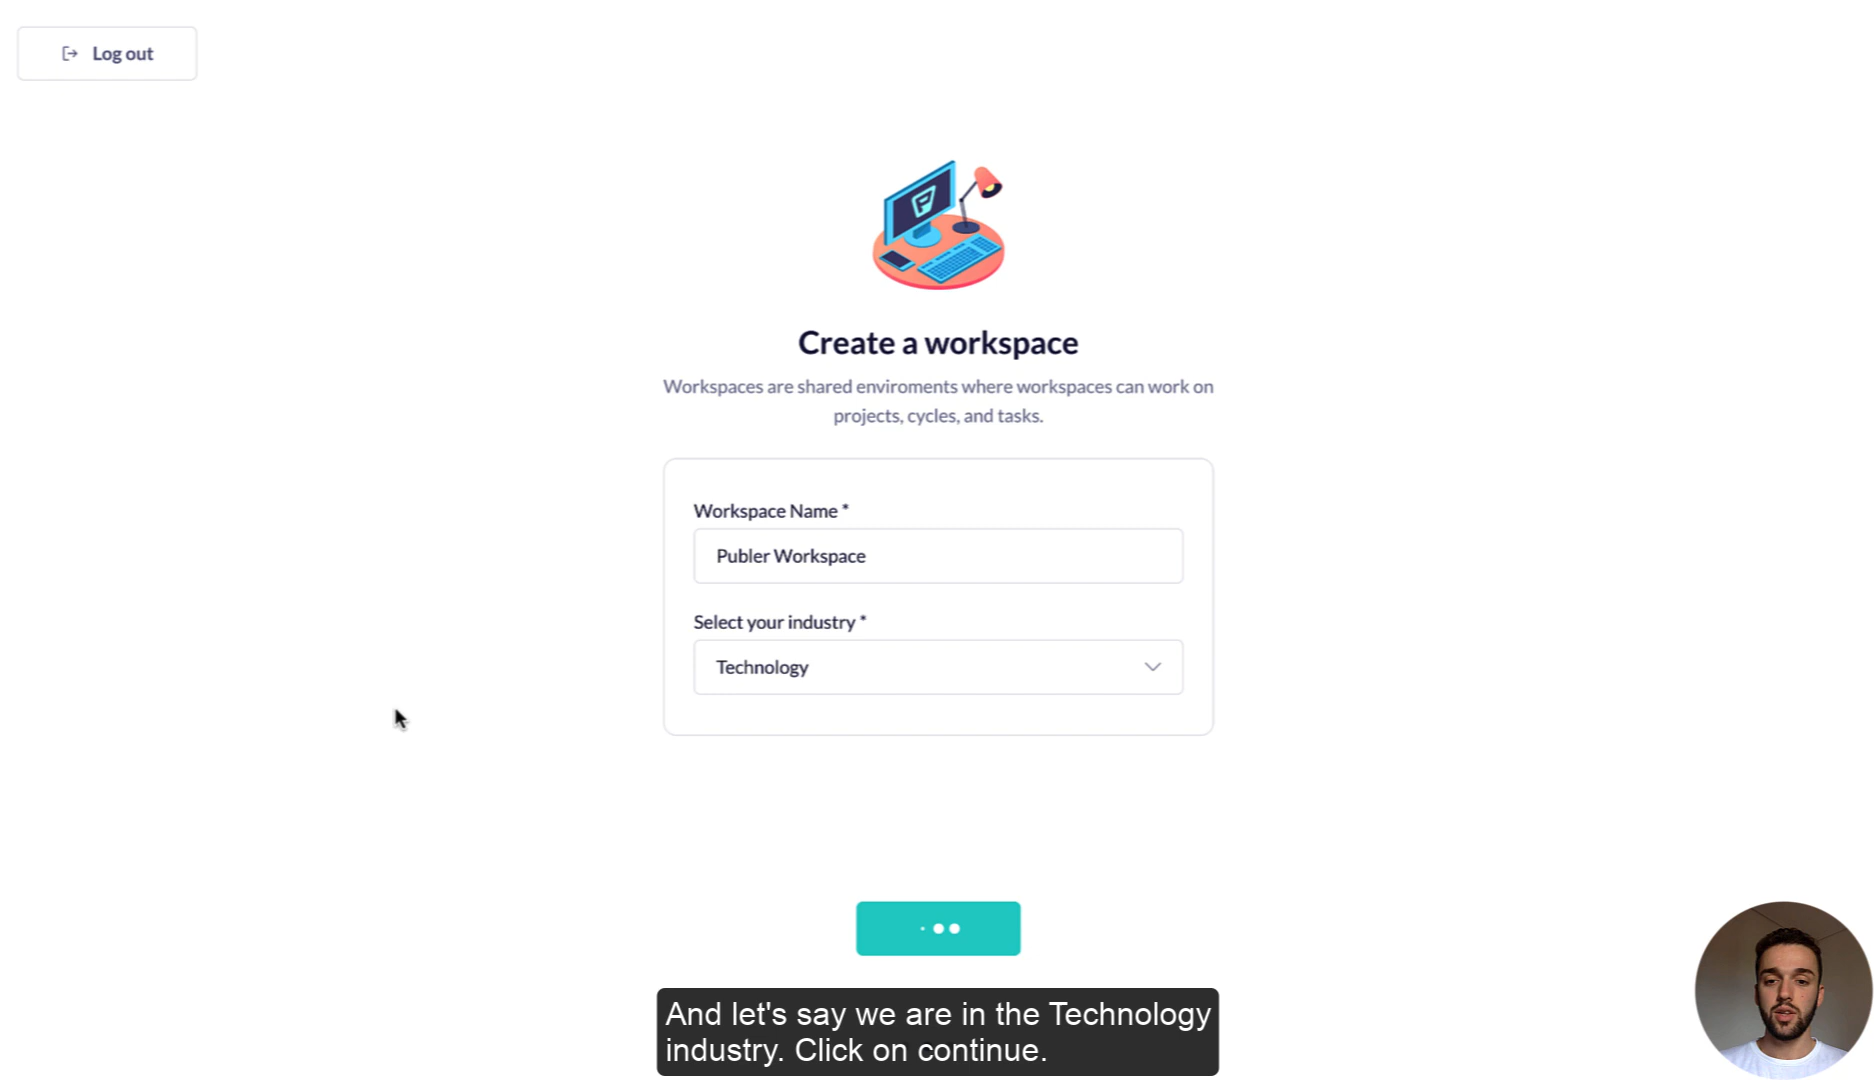 Log out
Create a workspace
Workspaces are shared enviroments where workspaces can work on
projects, cycles, and tasks.
Workspace Name *
Publer Workspace
Select your industry *
Technology
And let's say we are in the Technology
industry. Click on continue.